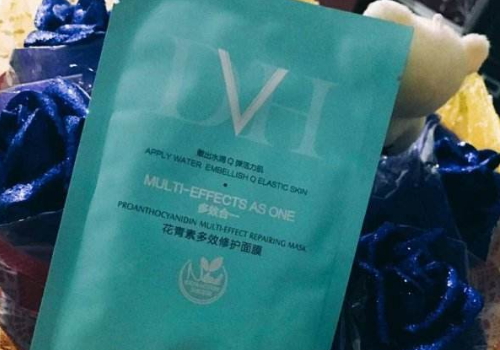 DVH
APPLY WATER EMBELLISH Q ELASTIC SKIN
MULTI-EFFECTS AS ONE
多效合一
PROANTHOCYANIDIN MULTI-EFFECT REPAIRING MASK
花青素多效修护面膜